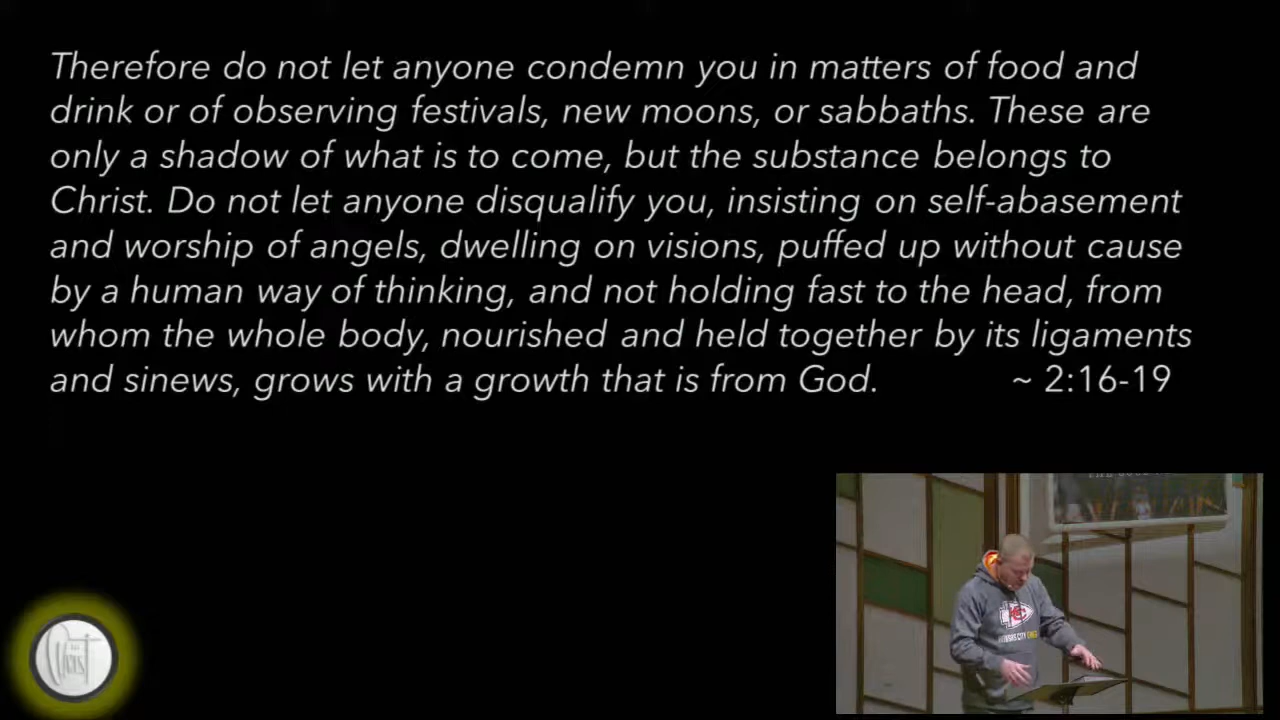 Therefore do not let anyone condemn you in matters of food and
drink or of observing festivals, new moons, or sabbaths. These are
only a shadow of what is to come, but the substance belongs to
Christ. Do not let anyone disqualify you, insisting on self-abasement
and worship of angels, dwelling on visions, puffed up without cause
by a human way of thinking, and not holding fast to the head, from
whom the whole body, nourished and held together by its ligaments
and sinews, grows with a growth that is from God. ~ 2:16-19
KC